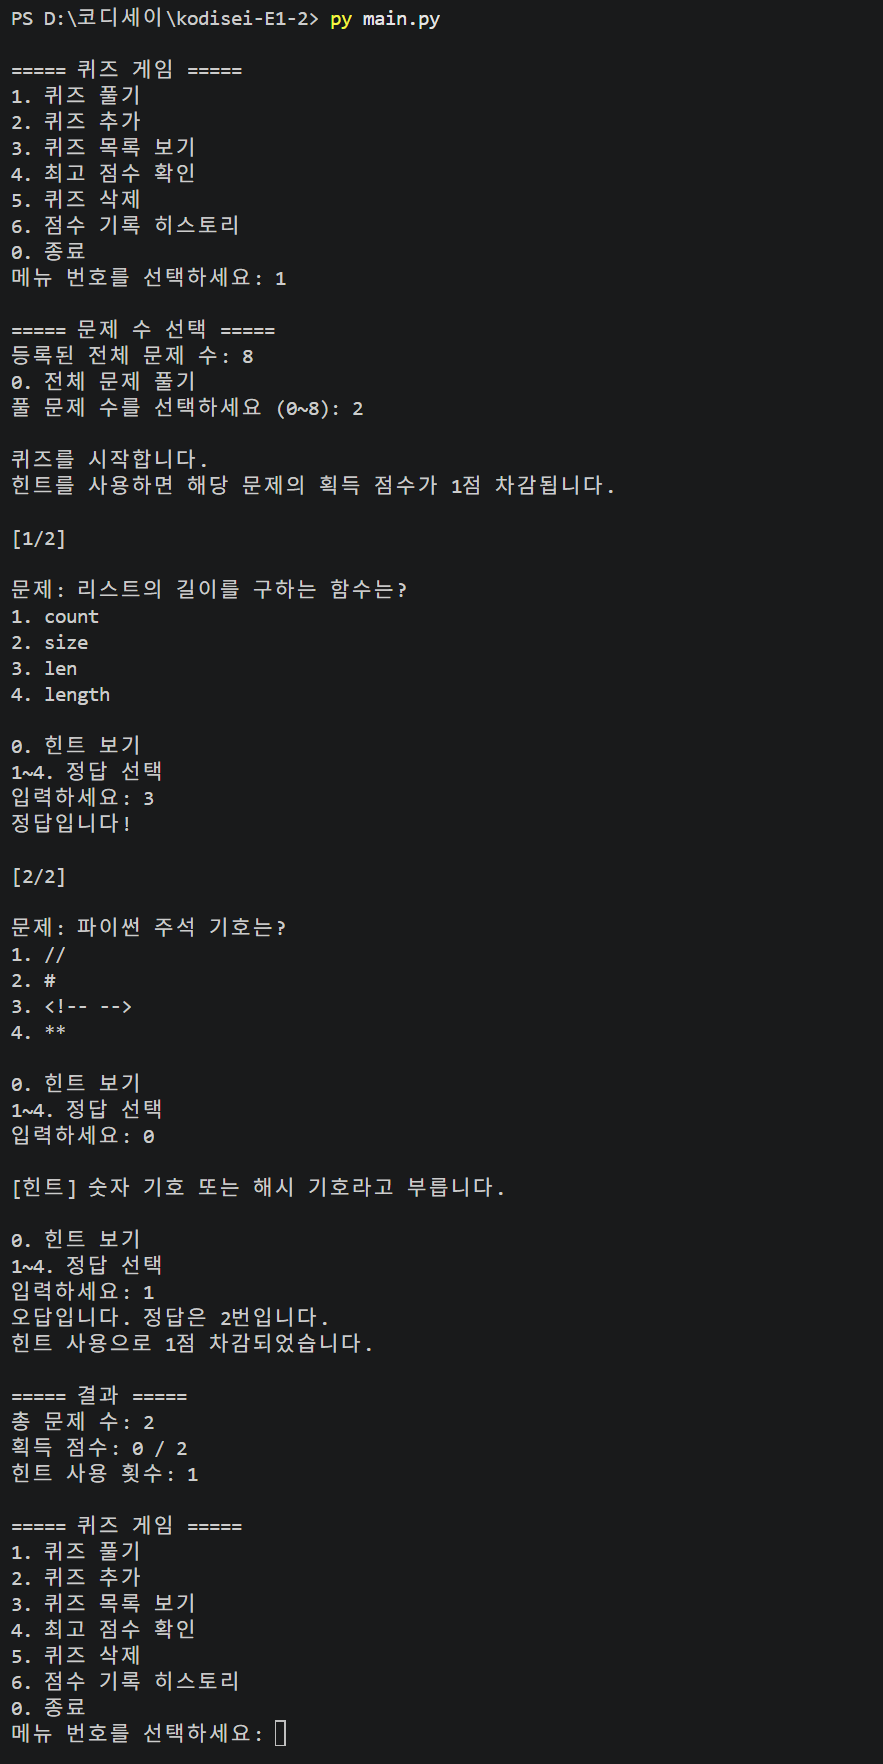 PS D:\코디세이\kodisei-E1-2> py main.py
===== 퀴즈 게임 =====
1. 퀴즈 풀기
2. 퀴즈 추가
3. 퀴즈 목록 보기
4. 최고 점수 확인
5. 퀴즈 삭제
6. 점수 기록 히스토리
0. 종료
메뉴 번호를 선택하세요: 1
===== 문제 수 선택 =====
등록된 전체 문제 수: 8
0. 전체 문제 풀기
풀 문제 수를 선택하세요 (0~8): 2
퀴즈를 시작합니다.
힌트를 사용하면 해당 문제의 획득 점수가 1점 차감됩니다.
[1/2]
문제: 리스트의 길이를 구하는 함수는?
1. count
2. size
3. len
4. length
0. 힌트 보기
1~4. 정답 선택
입력하세요: 3
정답입니다!
[2/2]
문제: 파이썬 주석 기호는?
1. //
2. #
3. <!-- -->
4. **
0. 힌트 보기
1~4. 정답 선택
입력하세요: 0
[힌트] 숫자 기호 또는 해시 기호라고 부릅니다.
0. 힌트 보기
1~4. 정답 선택
입력하세요: 1
오답입니다. 정답은 2번입니다.
힌트 사용으로 1점 차감되었습니다.
===== 결과 =====
총 문제 수: 2
획득 점수: 0 / 2
힌트 사용 횟수: 1
===== 퀴즈 게임 =====
1. 퀴즈 풀기
2. 퀴즈 추가
3. 퀴즈 목록 보기
4. 최고 점수 확인
5. 퀴즈 삭제
6. 점수 기록 히스토리
0. 종료
메뉴 번호를 선택하세요: